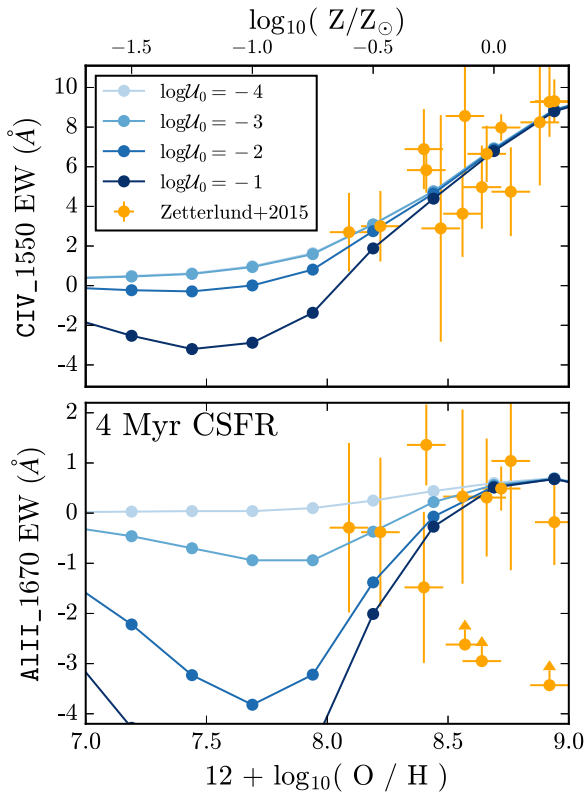 log₁₀( Z/Z⊙)
−1.5 −1.0 −0.5 0.0
10
8
6
4
2
0
-2
-4
CIV_1550 EW (Å)
log𝒰₀ = − 4
log𝒰₀ = − 3
log𝒰₀ = − 2
log𝒰₀ = − 1
Zetterlund+2015
4 Myr CSFR
2
1
0
-1
-2
-3
-4
AlII_1670 EW (Å)
7.0 7.5 8.0 8.5 9.0
12 + log₁₀( O / H )